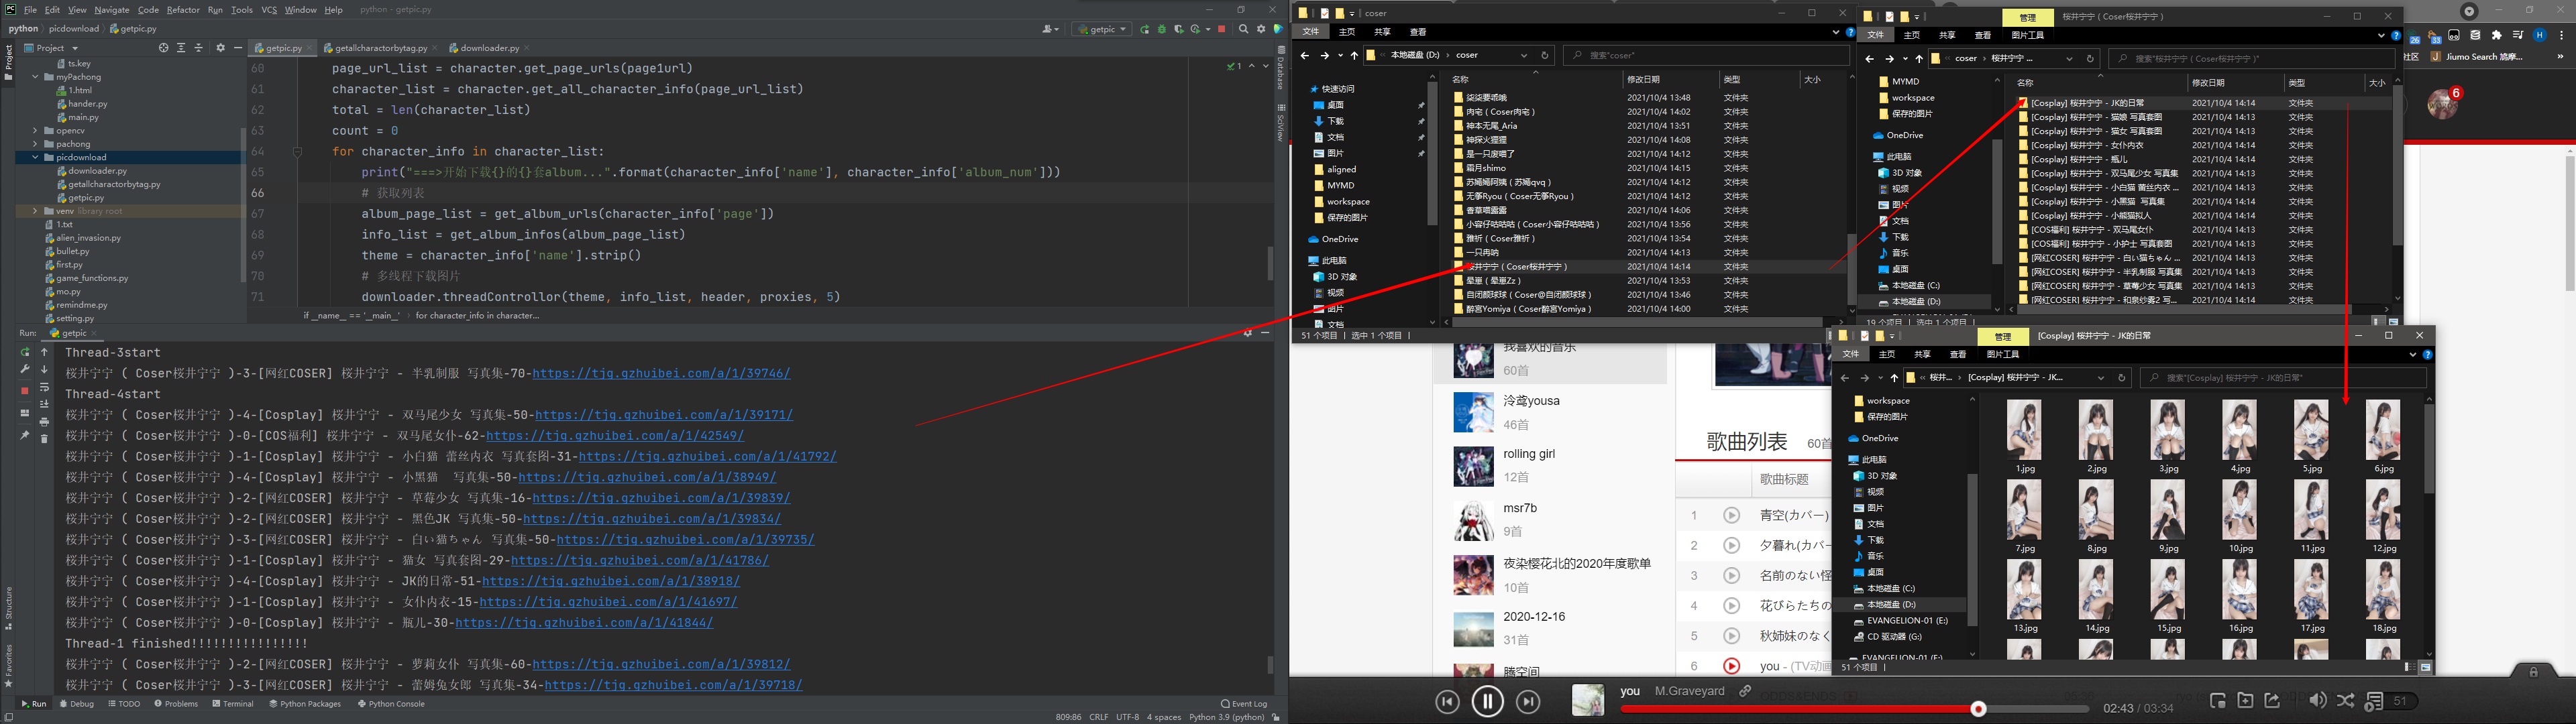 File Edit View Navigate Code Refactor Run Tools VCS Window Help python - getpic.py
python picdownload getpic.py
getpic
Project
getpic.py getallcharactorbytag.py downloader.py
ts.key
myPachong
1.html
hander.py
main.py
opencv
pachong
picdownload
downloader.py
getallcharactorbytag.py
getpic.py
venv library root
1.txt
alien_invasion.py
bullet.py
first.py
game_functions.py
mo.py
remindme.py
setting.py
60 page_url_list = character.get_page_urls(page1url)
61 character_list = character.get_all_character_info(page_url_list)
62 total = len(character_list)
63 count = 0
64 for character_info in character_list:
65 print("===>开始下载{}的{}套album...".format(character_info['name'], character_info['album_num']))
66 # 获取列表
67 album_page_list = get_album_urls(character_info['page'])
68 info_list = get_album_infos(album_page_list)
69 theme = character_info['name'].strip()
70 # 多线程下载图片
71 downloader.threadControllor(theme, info_list, header, proxies, 5)
if __name__ == '__main__' for character_info in character...
Run: getpic
Thread-3start
桜井宁宁 ( Coser桜井宁宁 )-3-[网红COSER] 桜井宁宁 - 半乳制服 写真集-70-https://tjg.gzhuibei.com/a/1/39746/
Thread-4start
桜井宁宁 ( Coser桜井宁宁 )-4-[Cosplay] 桜井宁宁 - 双马尾少女 写真集-50-https://tjg.gzhuibei.com/a/1/39171/
桜井宁宁 ( Coser桜井宁宁 )-0-[COS福利] 桜井宁宁 - 双马尾女仆-62-https://tjg.gzhuibei.com/a/1/42549/
桜井宁宁 ( Coser桜井宁宁 )-1-[Cosplay] 桜井宁宁 - 小白猫 蕾丝内衣 写真套图-31-https://tjg.gzhuibei.com/a/1/41792/
桜井宁宁 ( Coser桜井宁宁 )-4-[Cosplay] 桜井宁宁 - 小黑猫  写真集-50-https://tjg.gzhuibei.com/a/1/38949/
桜井宁宁 ( Coser桜井宁宁 )-2-[网红COSER] 桜井宁宁 - 草莓少女 写真集-16-https://tjg.gzhuibei.com/a/1/39839/
桜井宁宁 ( Coser桜井宁宁 )-2-[网红COSER] 桜井宁宁 - 黑色JK 写真集-50-https://tjg.gzhuibei.com/a/1/39834/
桜井宁宁 ( Coser桜井宁宁 )-3-[网红COSER] 桜井宁宁 - 白い猫ちゃん 写真集-50-https://tjg.gzhuibei.com/a/1/39735/
桜井宁宁 ( Coser桜井宁宁 )-1-[Cosplay] 桜井宁宁 - 猫女 写真套图-29-https://tjg.gzhuibei.com/a/1/41786/
桜井宁宁 ( Coser桜井宁宁 )-4-[Cosplay] 桜井宁宁 - JK的日常-51-https://tjg.gzhuibei.com/a/1/38918/
桜井宁宁 ( Coser桜井宁宁 )-1-[Cosplay] 桜井宁宁 - 女仆内衣-15-https://tjg.gzhuibei.com/a/1/41697/
桜井宁宁 ( Coser桜井宁宁 )-0-[Cosplay] 桜井宁宁 - 瓶儿-30-https://tjg.gzhuibei.com/a/1/41844/
Thread-1 finished!!!!!!!!!!!!!!!!
桜井宁宁 ( Coser桜井宁宁 )-2-[网红COSER] 桜井宁宁 - 萝莉女仆 写真集-60-https://tjg.gzhuibei.com/a/1/39812/
桜井宁宁 ( Coser桜井宁宁 )-3-[网红COSER] 桜井宁宁 - 蕾姆兔女郎 写真集-34-https://tjg.gzhuibei.com/a/1/39718/
Structure
Favorites
Database
SciView
Run Debug TODO Problems Terminal Python Packages Python Console Event Log
809:86 CRLF UTF-8 4 spaces Python 3.9 (python)
coser
文件 主页 共享 查看
本地磁盘 (D:) coser 搜索"coser"
名称 修改日期 类型 大小
快速访问
桌面
下载
文档
图片
aligned
MYMD
workspace
保存的图片
OneDrive
此电脑
3D 对象
视频
图片
文档
柒柒要乖哦 2021/10/4 13:48 文件夹
肉宅（Coser肉宅） 2021/10/4 14:02 文件夹
神本无尾_Aria 2021/10/4 13:51 文件夹
神探火狸狸 2021/10/4 14:08 文件夹
是一只废喵了 2021/10/4 14:12 文件夹
霜月shimo 2021/10/4 14:15 文件夹
2021/10/4 14:12 文件夹
无筝Ryou（Coser无筝Ryou） 2021/10/4 14:12 文件夹
香草喵露露 2021/10/4 14:06 文件夹
小容仔咕咕咕（Coser小容仔咕咕咕） 2021/10/4 13:56 文件夹
雅祈（Coser雅祈） 2021/10/4 13:54 文件夹
一只冉呐 2021/10/4 14:13 文件夹
桜井宁宁（Coser桜井宁宁） 2021/10/4 14:14 文件夹
晕崽（晕崽Zz） 2021/10/4 13:53 文件夹
自闭颜球球（Coser@自闭颜球球） 2021/10/4 13:46 文件夹
醉宫Yomiya（Coser醉宫Yomiya） 2021/10/4 14:00 文件夹
51 个项目 选中 1 个项目
管理 桜井宁宁（Coser桜井宁宁）
文件 主页 共享 查看 图片工具
coser 桜井宁宁 ... 搜索"桜井宁宁（Coser桜井宁宁）"
名称 修改日期 类型 大小
MYMD
workspace
保存的图片
OneDrive
此电脑
3D 对象
视频
图片
文档
下载
音乐
桌面
本地磁盘 (C:)
本地磁盘 (D:)
[Cosplay] 桜井宁宁 - JK的日常 2021/10/4 14:14 文件夹
[Cosplay] 桜井宁宁 - 猫娘 写真套图 2021/10/4 14:13 文件夹
[Cosplay] 桜井宁宁 - 猫女 写真套图 2021/10/4 14:13 文件夹
[Cosplay] 桜井宁宁 - 女仆内衣 2021/10/4 14:14 文件夹
[Cosplay] 桜井宁宁 - 瓶儿 2021/10/4 14:14 文件夹
[Cosplay] 桜井宁宁 - 双马尾少女 写真集 2021/10/4 14:13 文件夹
[Cosplay] 桜井宁宁 - 小白猫 蕾丝内衣 ... 2021/10/4 14:13 文件夹
[Cosplay] 桜井宁宁 - 小黑猫  写真集 2021/10/4 14:13 文件夹
[Cosplay] 桜井宁宁 - 小熊猫拟人 2021/10/4 14:14 文件夹
[COS福利] 桜井宁宁 - 双马尾女仆 2021/10/4 14:13 文件夹
[COS福利] 桜井宁宁 - 小护士 写真套图 2021/10/4 14:13 文件夹
[网红COSER] 桜井宁宁 - 白い猫ちゃん ... 2021/10/4 14:13 文件夹
[网红COSER] 桜井宁宁 - 半乳制服 写真集 2021/10/4 14:13 文件夹
[网红COSER] 桜井宁宁 - 草莓少女 写真集 2021/10/4 14:13 文件夹
[网红COSER] 桜井宁宁 - 和泉纱雾2 写... 2021/10/4 14:14 文件夹
19 个项目 选中 1 个项目
Jiumo Search 鸠摩...
6
管理 [Cosplay] 桜井宁宁 - JK的日常
文件 主页 共享 查看 图片工具
桜井... [Cosplay] 桜井宁宁 - JK... 搜索"[Cosplay] 桜井宁宁 - JK的日常"
workspace
保存的图片
OneDrive
此电脑
3D 对象
视频
图片
文档
下载
音乐
桌面
本地磁盘 (C:)
本地磁盘 (D:)
EVANGELION-01 (E:)
CD 驱动器 (G:)
EVANGELION-01 (E:)
1.jpg 2.jpg 3.jpg 4.jpg 5.jpg 6.jpg
7.jpg 8.jpg 9.jpg 10.jpg 11.jpg 12.jpg
13.jpg 14.jpg 15.jpg 16.jpg 17.jpg 18.jpg
51 个项目
我喜欢的音乐
60首
泠鸢yousa
46首
rolling girl
12首
msr7b
9首
夜染樱花北的2020年度歌单
10首
2020-12-16
31首
腾空间
歌曲列表 60首
歌曲标题
1 青空(カバー)
2 夕暮れ(カバー
3 名前のない怪
4 花びらたちの
5 秋姉妹のなく
6 you - (TV动画
you M.Graveyard
02:43 / 03:34
51